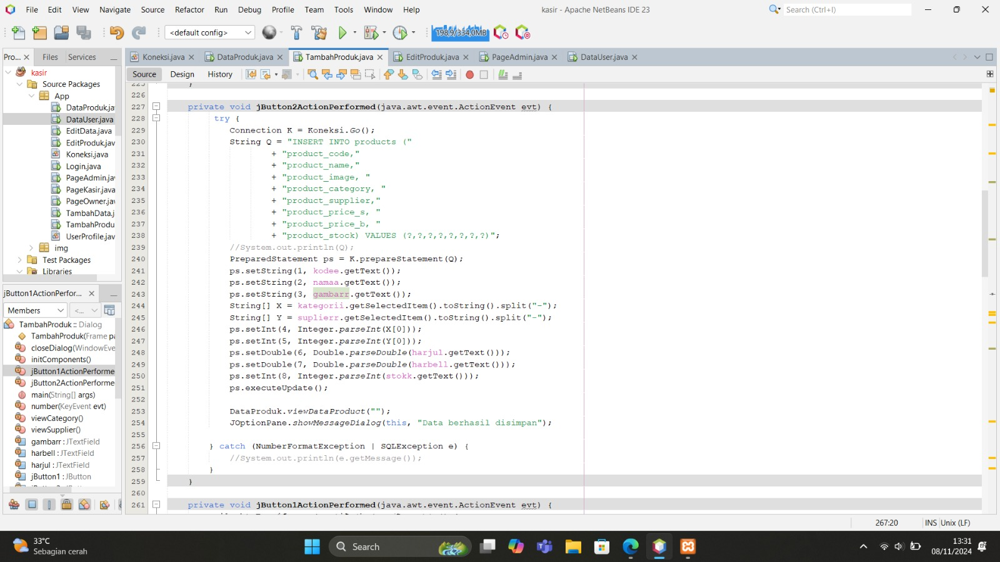 File Edit View Navigate Source Refactor Run Debug Profile Team Tools Window Help
kasir - Apache NetBeans IDE 23
Search (Ctrl+I)
<default config>
198,9/334,0MB
Pro... Files Services
Koneksi.java DataProduk.java TambahProduk.java EditProduk.java PageAdmin.java DataUser.java
Source Design History
kasir
Source Packages
App
DataProduk.ja
DataUser.java
EditData.java
EditProduk.jav
Koneksi.java
Login.java
PageAdmin.ja
PageKasir.java
PageOwner.jav
TambahData.j
TambahProdu
UserProfile.jav
img
Test Packages
Libraries
jButton1ActionPerfor...
Members <...
TambahProduk :: Dialog
TambahProduk(Frame pa
closeDialog(WindowEve
initComponents()
jButton1ActionPerforme
jButton2ActionPerforme
main(String[] args)
number(KeyEvent evt)
viewCategory()
viewSupplier()
gambarr : JTextField
harbell : JTextField
harjul : JTextField
jButton1 : JButton
225 }
226
227 private void jButton2ActionPerformed(java.awt.event.ActionEvent evt) {
228 try {
229 Connection K = Koneksi.Go();
230 String Q = "INSERT INTO products ("
231 + "product_code,"
232 + "product_name,"
233 + "product_image, "
234 + "product_category, "
235 + "product_supplier,"
236 + "product_price_s, "
237 + "product_price_b, "
238 + "product_stock) VALUES (?,?,?,?,?,?,?,?)";
239 //System.out.println(Q);
240 PreparedStatement ps = K.prepareStatement(Q);
241 ps.setString(1, kodee.getText());
242 ps.setString(2, namaa.getText());
243 ps.setString(3, gambarr.getText());
244 String[] X = kategorii.getSelectedItem().toString().split("-");
245 String[] Y = suplierr.getSelectedItem().toString().split("-");
246 ps.setInt(4, Integer.parseInt(X[0]));
247 ps.setInt(5, Integer.parseInt(Y[0]));
248 ps.setDouble(6, Double.parseDouble(harjul.getText()));
249 ps.setDouble(7, Double.parseDouble(harbell.getText()));
250 ps.setInt(8, Integer.parseInt(stokk.getText()));
251 ps.executeUpdate();
252
253 DataProduk.viewDataProduct("");
254 JOptionPane.showMessageDialog(this, "Data berhasil disimpan");
255
256 } catch (NumberFormatException | SQLException e) {
257 //System.out.println(e.getMessage());
258 }
259 }
260
261 private void jButton1ActionPerformed(java.awt.event.ActionEvent evt) {
267:20 INS Unix (LF)
33°C
Sebagian cerah
Search
13:31
08/11/2024